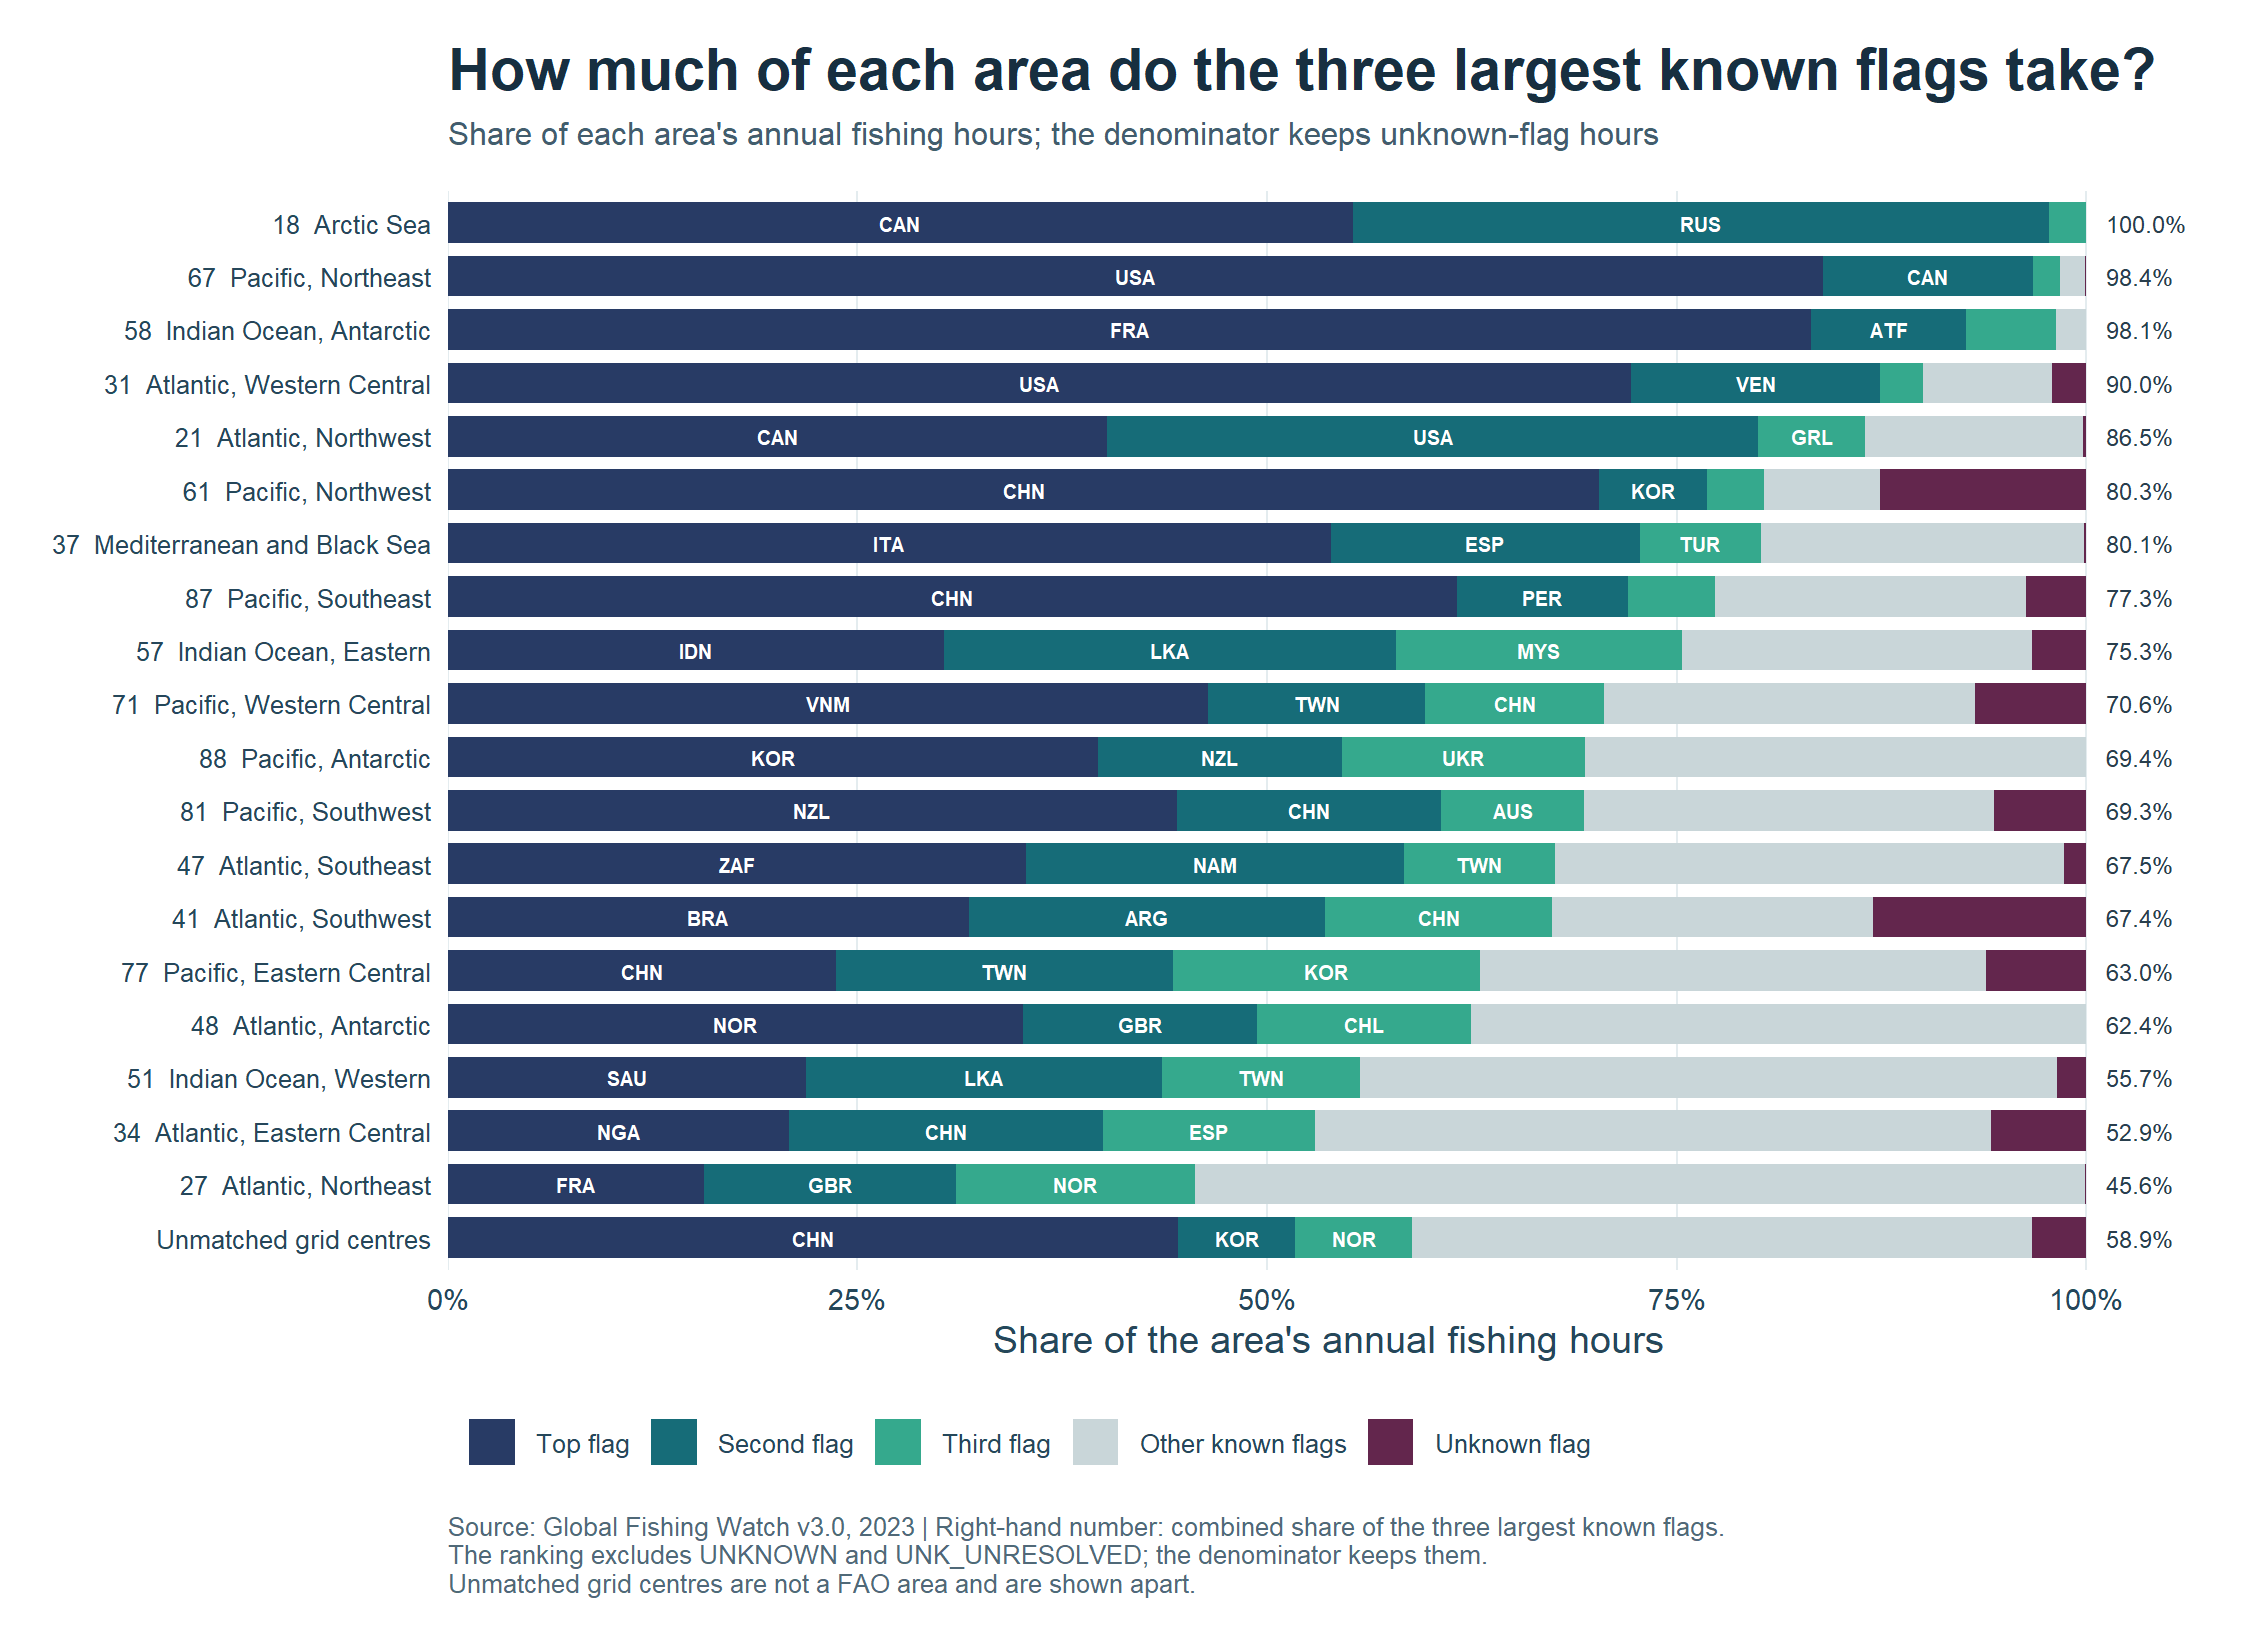 How much of each area do the three largest known flags take?
Share of each area's annual fishing hours; the denominator keeps unknown-flag hours
18 Arctic Sea CAN RUS 100.0%
67 Pacific, Northeast USA CAN 98.4%
58 Indian Ocean, Antarctic FRA ATF 98.1%
31 Atlantic, Western Central USA VEN 90.0%
21 Atlantic, Northwest CAN USA GRL 86.5%
61 Pacific, Northwest CHN KOR 80.3%
37 Mediterranean and Black Sea ITA ESP TUR 80.1%
87 Pacific, Southeast CHN PER 77.3%
57 Indian Ocean, Eastern IDN LKA MYS 75.3%
71 Pacific, Western Central VNM TWN CHN 70.6%
88 Pacific, Antarctic KOR NZL UKR 69.4%
81 Pacific, Southwest NZL CHN AUS 69.3%
47 Atlantic, Southeast ZAF NAM TWN 67.5%
41 Atlantic, Southwest BRA ARG CHN 67.4%
77 Pacific, Eastern Central CHN TWN KOR 63.0%
48 Atlantic, Antarctic NOR GBR CHL 62.4%
51 Indian Ocean, Western SAU LKA TWN 55.7%
34 Atlantic, Eastern Central NGA CHN ESP 52.9%
27 Atlantic, Northeast FRA GBR NOR 45.6%
Unmatched grid centres CHN KOR NOR 58.9%
0% 25% 50% 75% 100%
Share of the area's annual fishing hours
Top flag Second flag Third flag Other known flags Unknown flag
Source: Global Fishing Watch v3.0, 2023 | Right-hand number: combined share of the three largest known flags.
The ranking excludes UNKNOWN and UNK_UNRESOLVED; the denominator keeps them.
Unmatched grid centres are not a FAO area and are shown apart.